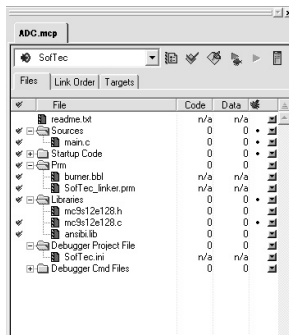 ADC.mcp
SofTec
Files Link Order Targets
File Code Data
readme.txt n/a n/a
Sources 0 0
main.c 0 0
Startup Code 0 0
Prm 0 0
burner.bbl n/a n/a
SofTec_linker.prm n/a n/a
Libraries 0 0
mc9s12e128.h 0 0
mc9s12e128.c 0 0
ansibi.lib 0 0
Debugger Project File 0 0
SofTec.ini n/a n/a
Debugger Cmd Files 0 0